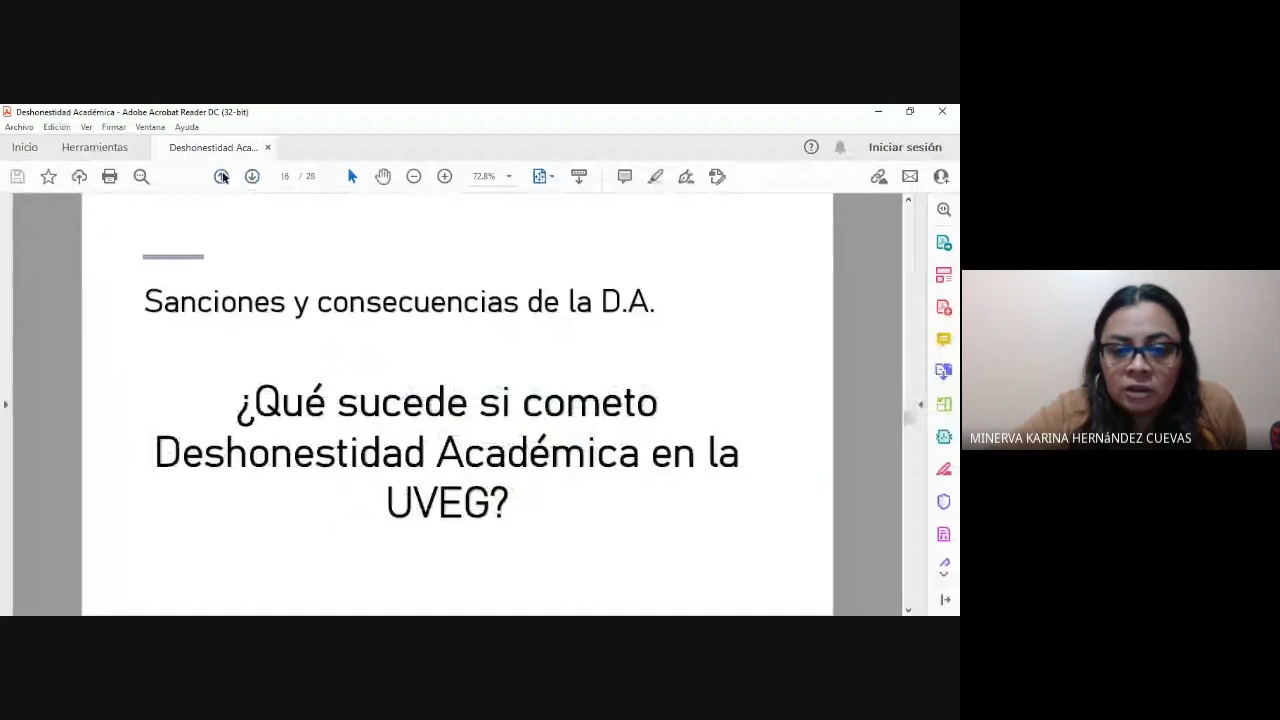 Deshonestidad Académica - Adobe Acrobat Reader DC (32-bit)
Archivo Edición Ver Firmar Ventana Ayuda
Inicio Herramientas Deshonestidad Aca... × Iniciar sesión
16 / 28 72.8%
Sanciones y consecuencias de la D.A.
¿Qué sucede si cometo
Deshonestidad Académica en la
UVEG?
MINERVA KARINA HERNáNDEZ CUEVAS